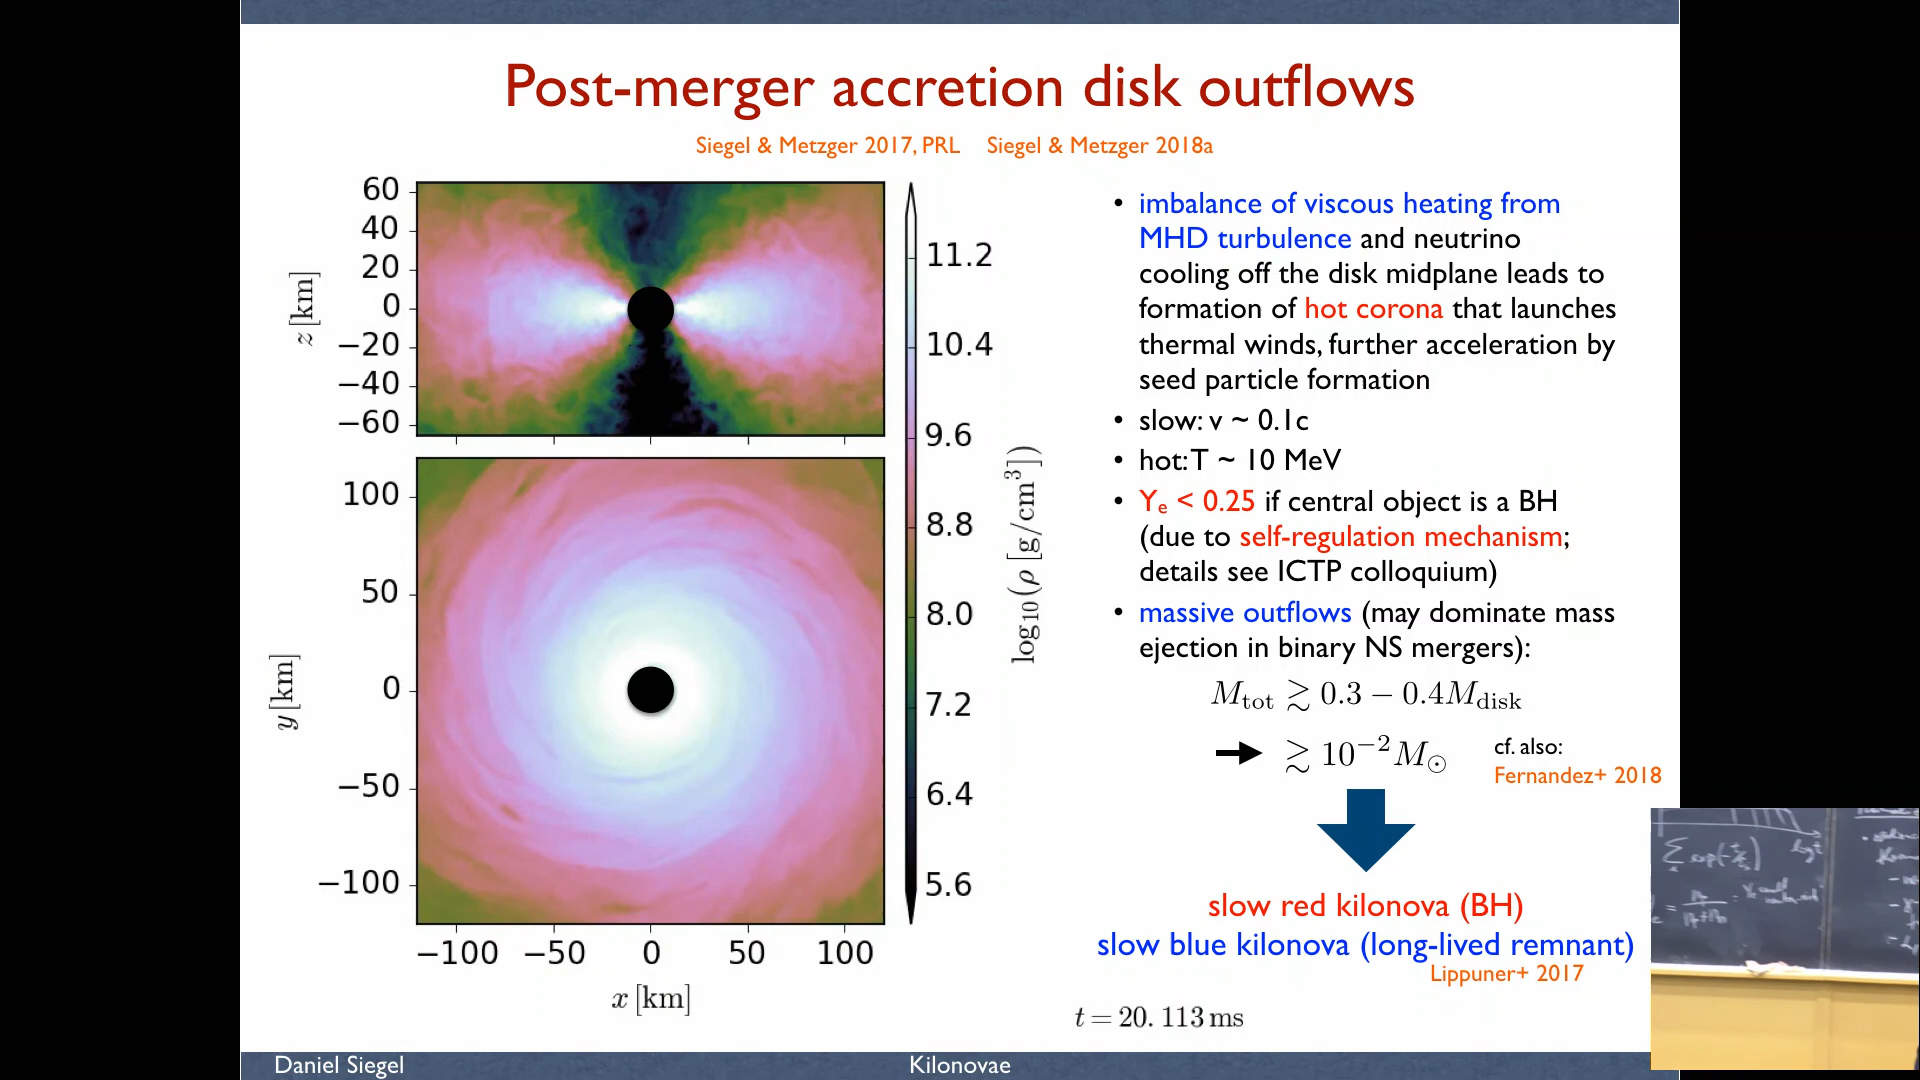 Post-merger accretion disk outflows
Siegel & Metzger 2017, PRL Siegel & Metzger 2018a
60
40
20
0
−20
−40
−60
z [km]
100
50
0
−50
−100
y [km]
−100 −50 0 50 100
x [km]
11.2
10.4
9.6
8.8
8.0
7.2
6.4
5.6
log₁₀(ρ [g/cm³])
• imbalance of viscous heating from
MHD turbulence and neutrino
cooling off the disk midplane leads to
formation of hot corona that launches
thermal winds, further acceleration by
seed particle formation
• slow: v ~ 0.1c
• hot: T ~ 10 MeV
• Yₑ < 0.25 if central object is a BH
(due to self-regulation mechanism;
details see ICTP colloquium)
• massive outflows (may dominate mass
ejection in binary NS mergers):
M_tot ≳ 0.3 − 0.4M_disk
➡ ≳ 10⁻²M_⊙
cf. also:
Fernandez+ 2018
slow red kilonova (BH)
slow blue kilonova (long-lived remnant)
Lippuner+ 2017
t = 20. 113 ms
Daniel Siegel
Kilonovae